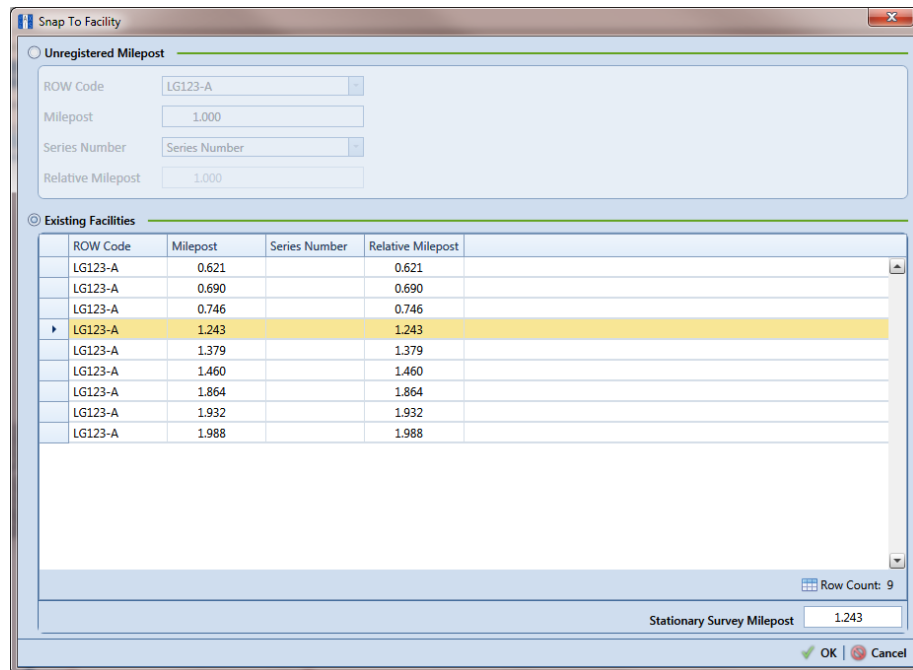 Snap To Facility
Unregistered Milepost
ROW Code LG123-A
Milepost 1.000
Series Number Series Number
Relative Milepost 1.000
Existing Facilities
ROW Code Milepost Series Number Relative Milepost
LG123-A 0.621 0.621
LG123-A 0.690 0.690
LG123-A 0.746 0.746
LG123-A 1.243 1.243
LG123-A 1.379 1.379
LG123-A 1.460 1.460
LG123-A 1.864 1.864
LG123-A 1.932 1.932
LG123-A 1.988 1.988
Row Count: 9
Stationary Survey Milepost 1.243
OK | Cancel